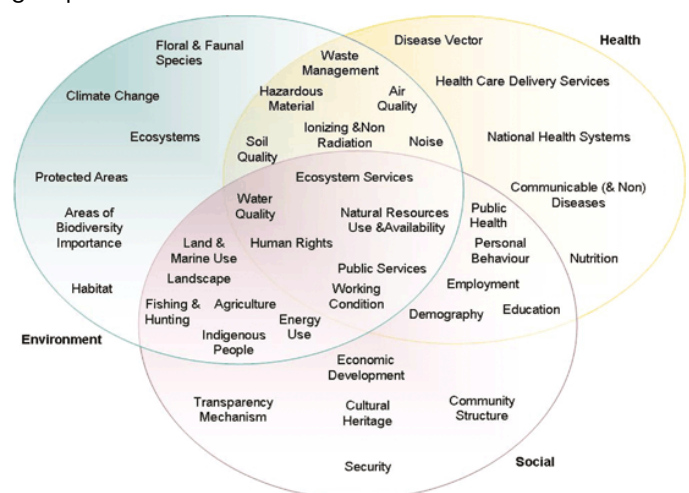 Floral & Faunal
Species
Disease Vector
Health
Waste
Management
Health Care Delivery Services
Climate Change
Hazardous
Material
Air
Quality
Ecosystems
Soil
Quality
Ionizing &Non
Radiation
Noise
National Health Systems
Protected Areas
Ecosystem Services
Communicable (& Non)
Diseases
Areas of
Biodiversity
Importance
Water
Quality
Natural Resources
Use &Availability
Public
Health
Land &
Marine Use
Human Rights
Personal
Behaviour
Nutrition
Habitat
Landscape
Public Services
Employment
Fishing &
Hunting
Agriculture
Working
Condition
Demography
Education
Environment
Indigenous
People
Energy
Use
Economic
Development
Transparency
Mechanism
Cultural
Heritage
Community
Structure
Security
Social